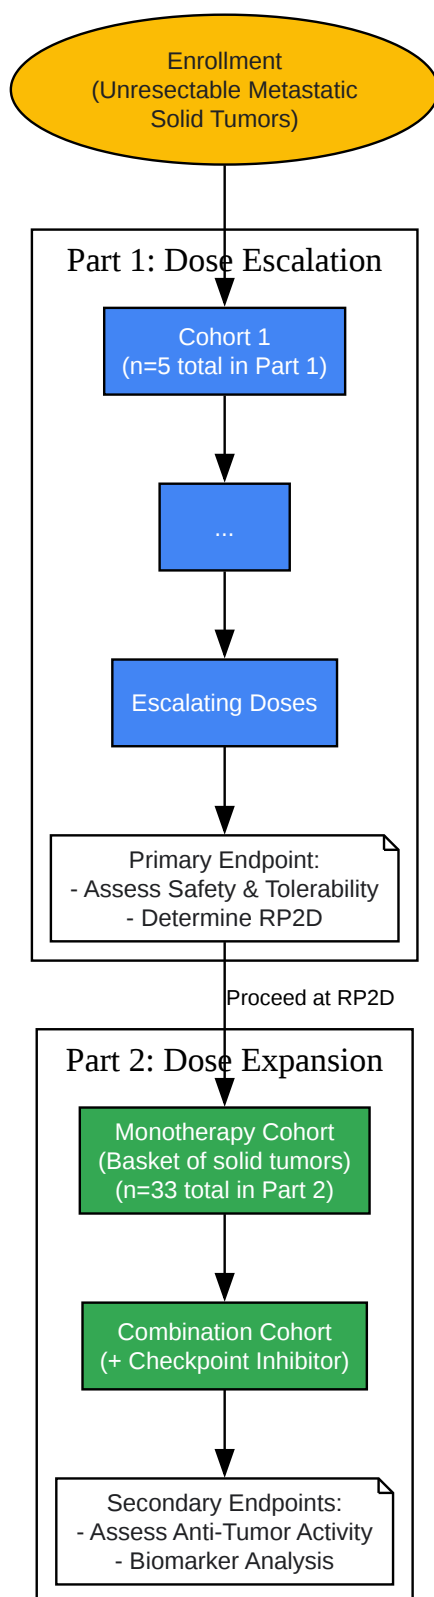 Enrollment
(Unresectable Metastatic
Solid Tumors)
Part 1: Dose Escalation
Cohort 1
(n=5 total in Part 1)
...
Escalating Doses
Primary Endpoint:
- Assess Safety & Tolerability
- Determine RP2D
Proceed at RP2D
Part 2: Dose Expansion
Monotherapy Cohort
(Basket of solid tumors)
(n=33 total in Part 2)
Combination Cohort
(+ Checkpoint Inhibitor)
Secondary Endpoints:
- Assess Anti-Tumor Activity
- Biomarker Analysis